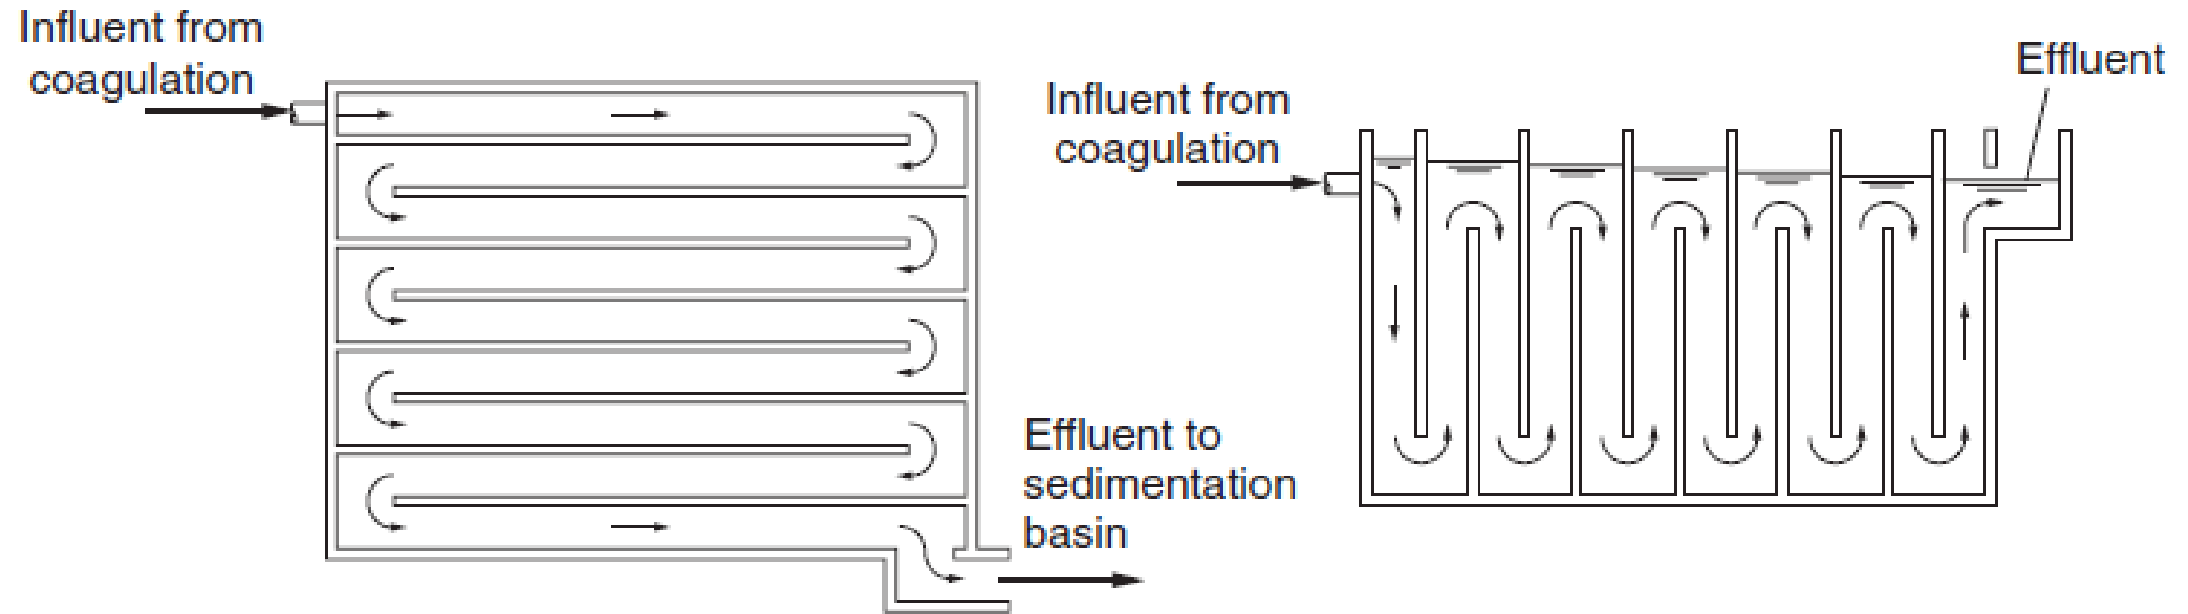 Influent from
coagulation
Effluent to
sedimentation
basin
Influent from
coagulation
Effluent